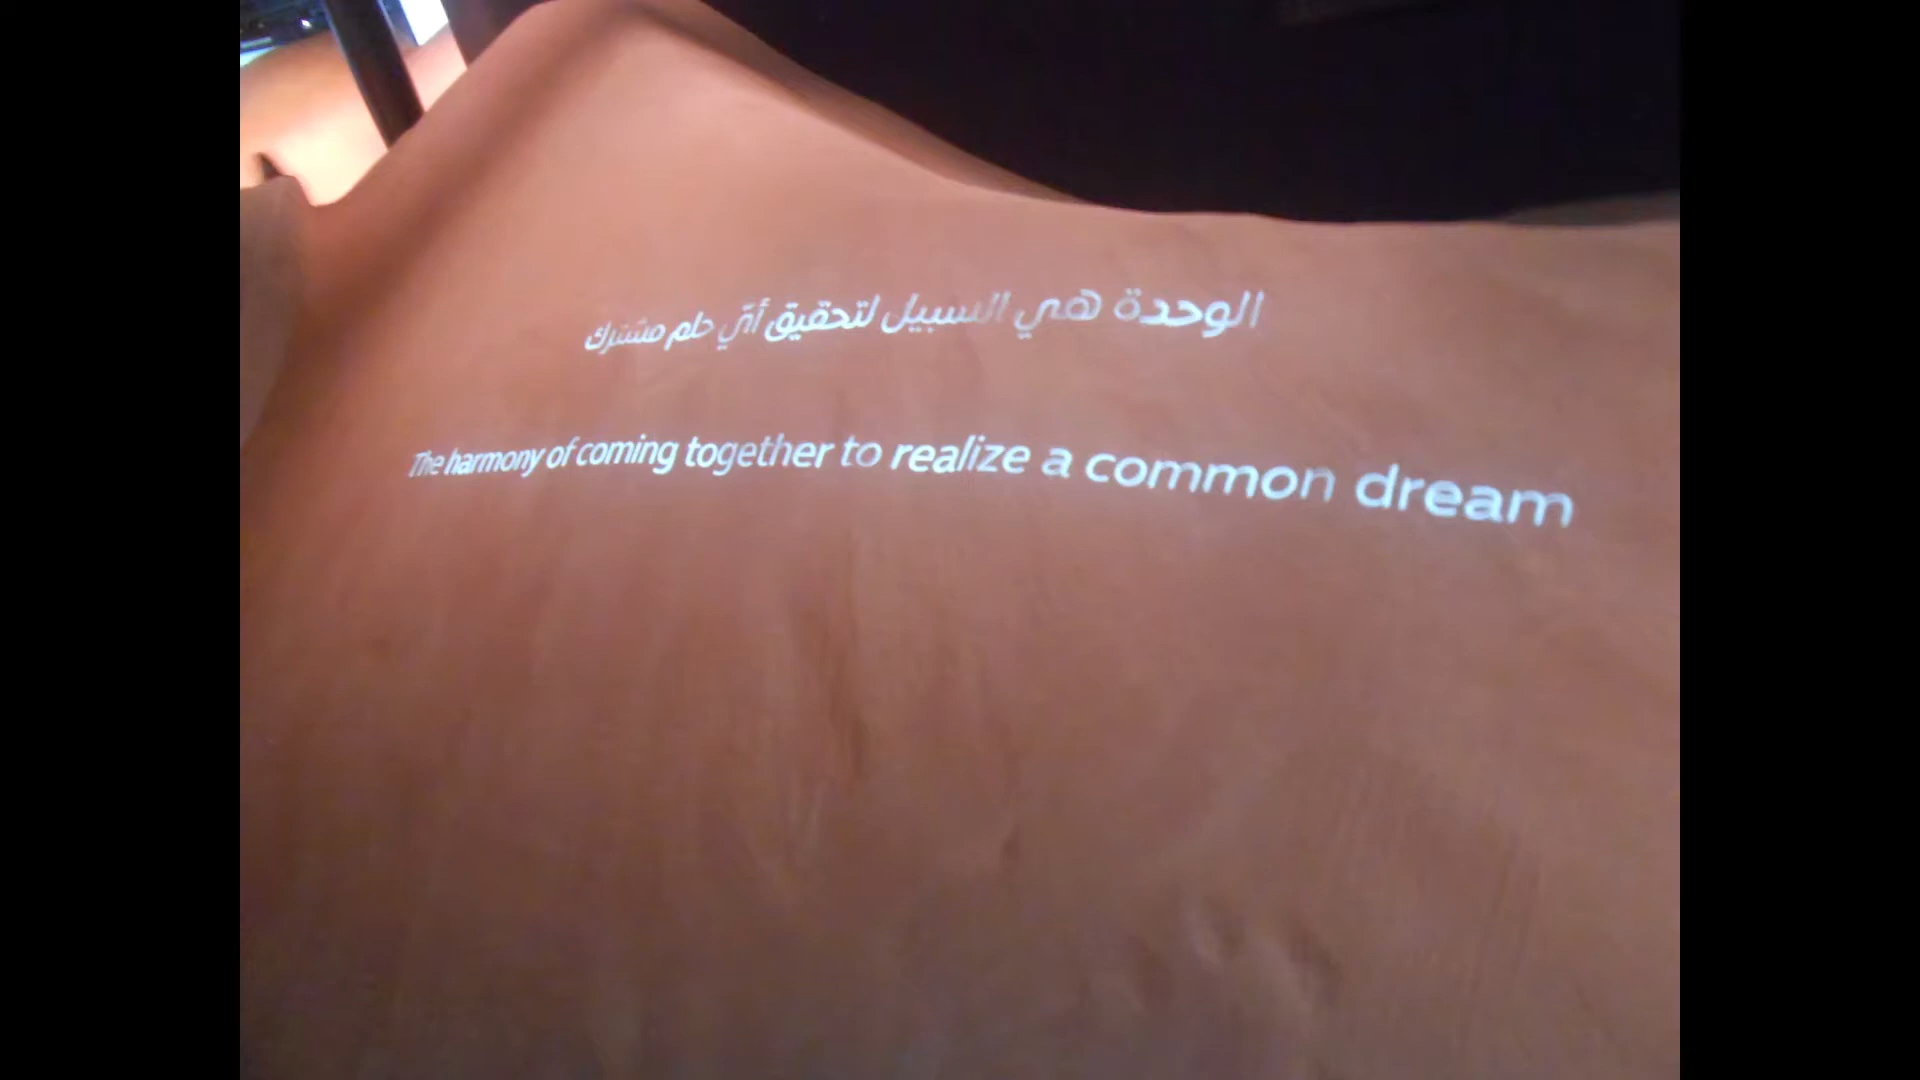 الوحدة هي السبيل لتحقيق أيّ حلم مشترك
The harmony of coming together to realize a common dream